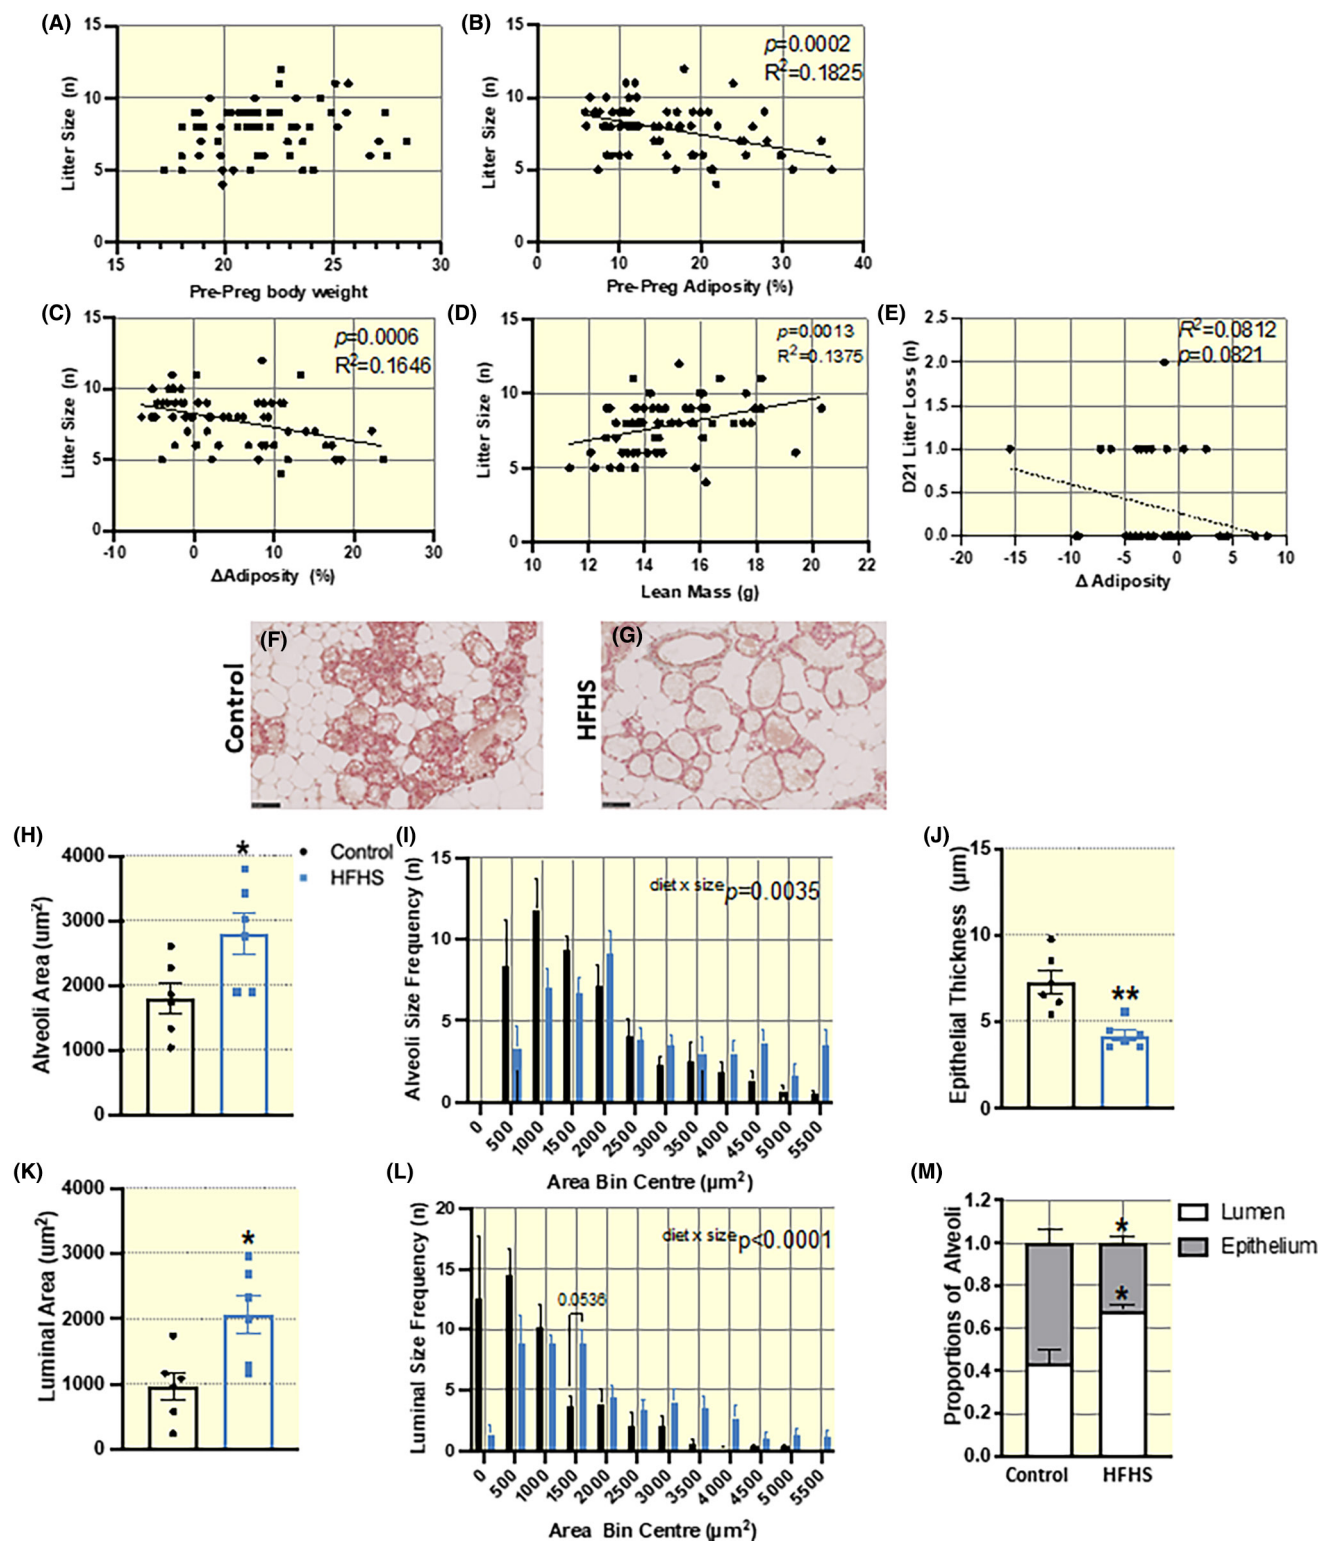 (A)
15
10
5
0
Litter Size (n)
15
20
25
30
Pre-Preg body weight
(B)
15
10
5
0
Litter Size (n)
p=0.0002
R²=0.1825
0
10
20
30
40
Pre-Preg Adiposity (%)
(C)
15
10
5
0
Litter Size (n)
p=0.0006
R²=0.1646
-10
0
10
20
30
ΔAdiposity (%)
(D)
15
10
5
0
Litter Size (n)
p=0.0013
R²=0.1375
10
12
14
16
18
20
22
Lean Mass (g)
(E)
2.5
2.0
1.5
1.0
0.5
0.0
D21 Litter Loss (n)
R²=0.0812
p=0.0821
-20
-15
-10
-5
0
5
10
Δ Adiposity
Control
(F)
HFHS
(G)
(H)
4000
3000
2000
1000
0
Alveoli Area (um²)
*
Control
HFHS
(I)
15
10
5
0
Alveoli Size Frequency (n)
diet x size p=0.0035
0
500
1000
1500
2000
2500
3000
3500
4000
4500
5000
5500
Area Bin Centre (µm²)
(J)
15
10
5
0
Epithelial Thickness (µm)
**
(K)
4000
3000
2000
1000
0
Luminal Area (um²)
*
(L)
20
15
10
5
0
Luminal Size Frequency (n)
diet x size p<0.0001
0.0536
0
500
1000
1500
2000
2500
3000
3500
4000
4500
5000
5500
Area Bin Centre (µm²)
(M)
1.2
1.0
0.8
0.6
0.4
0.2
0.0
Proportions of Alveoli
*
*
Control
HFHS
Lumen
Epithelium